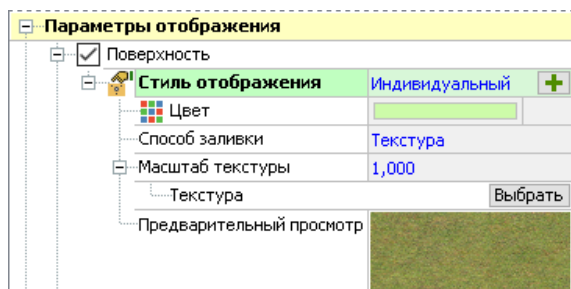 Параметры отображения
Поверхность
Стиль отображения Индивидуальный
Цвет
Способ заливки Текстура
Масштаб текстуры 1,000
Текстура Выбрать
Предварительный просмотр